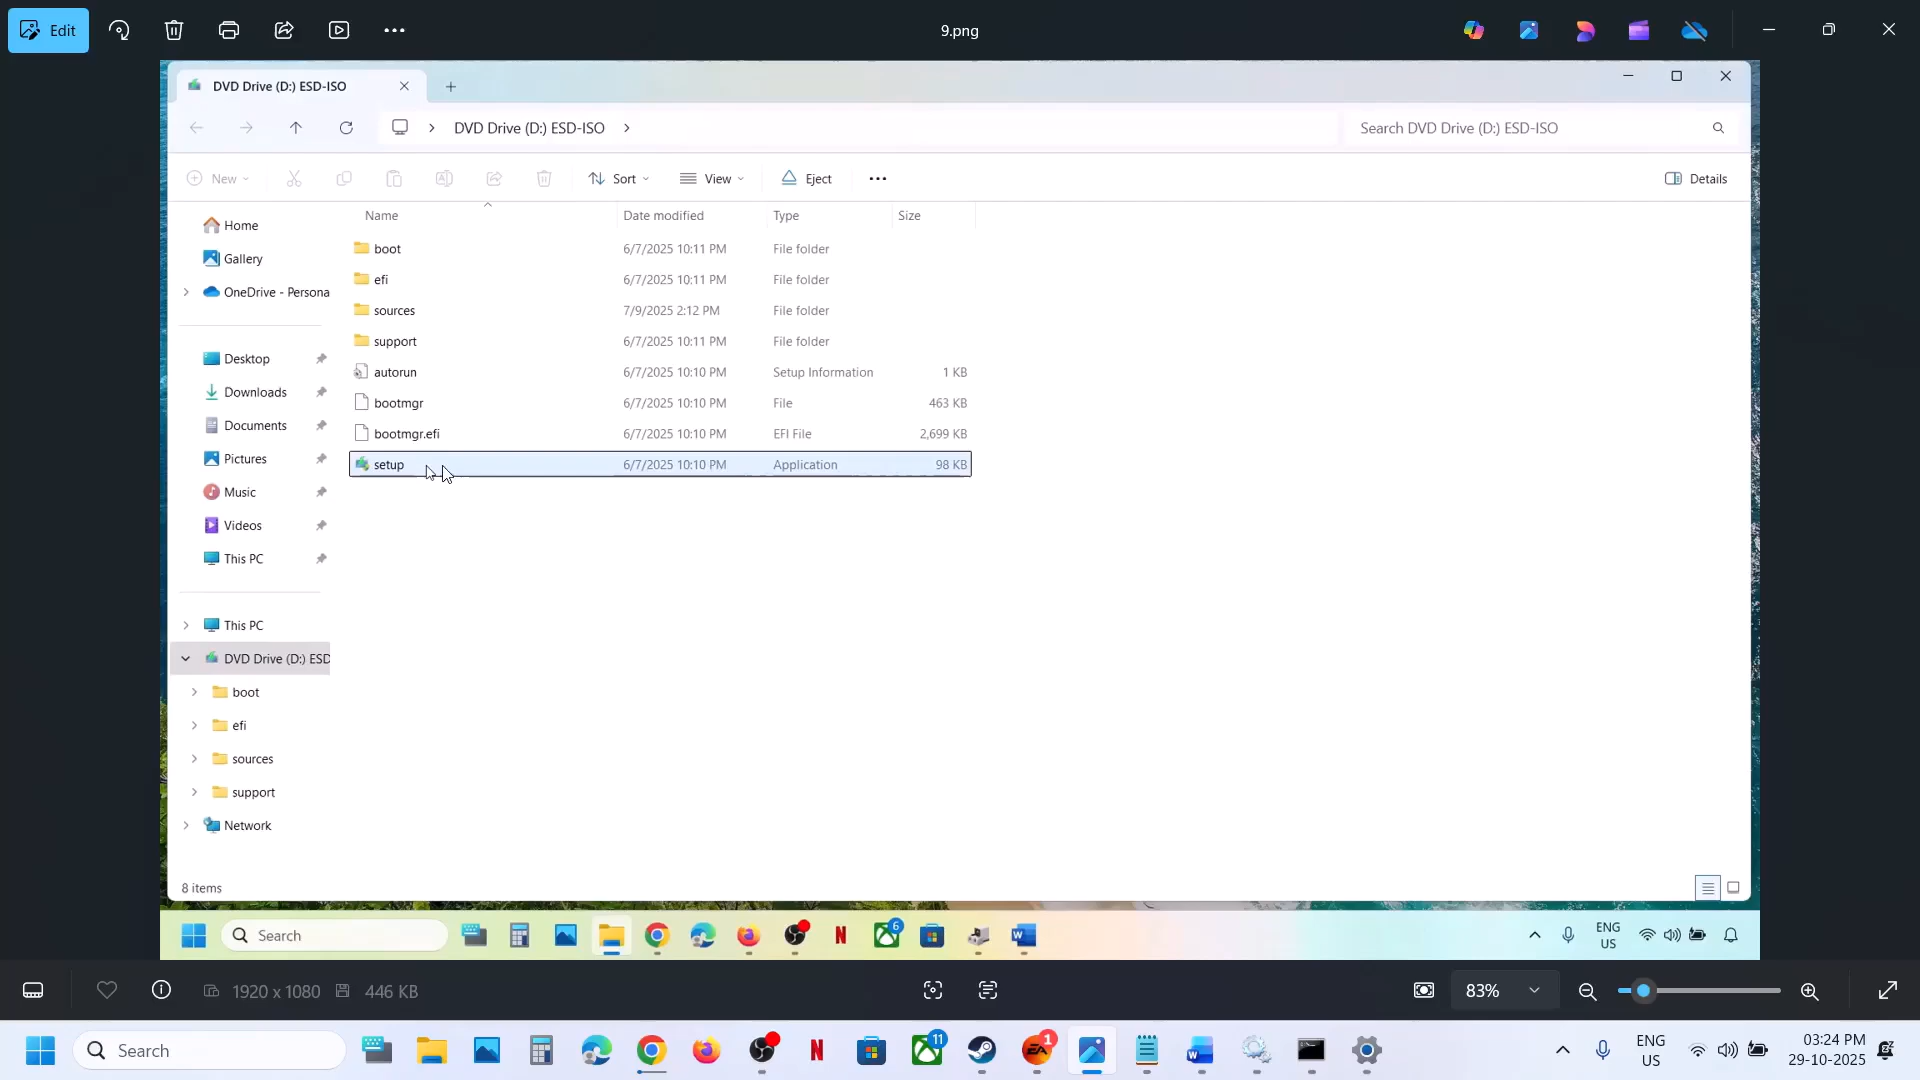 Edit
9.png
DVD Drive (D:) ESD-ISO
DVD Drive (D:) ESD-ISO
Search DVD Drive (D:) ESD-ISO
New
Sort
View
Eject
Details
Name Date modified Type Size
Home
Gallery
OneDrive - Persona
Desktop
Downloads
Documents
Pictures
Music
Videos
This PC
This PC
DVD Drive (D:) ESD
boot
efi
sources
support
Network
boot 6/7/2025 10:11 PM File folder
efi 6/7/2025 10:11 PM File folder
sources 7/9/2025 2:12 PM File folder
support 6/7/2025 10:11 PM File folder
autorun 6/7/2025 10:10 PM Setup Information 1 KB
bootmgr 6/7/2025 10:10 PM File 463 KB
bootmgr.efi 6/7/2025 10:10 PM EFI File 2,699 KB
setup 6/7/2025 10:10 PM Application 98 KB
8 items
Search
6
ENG
US
1920 x 1080
446 KB
83%
Search
11
1
ENG
US
03:24 PM
29-10-2025